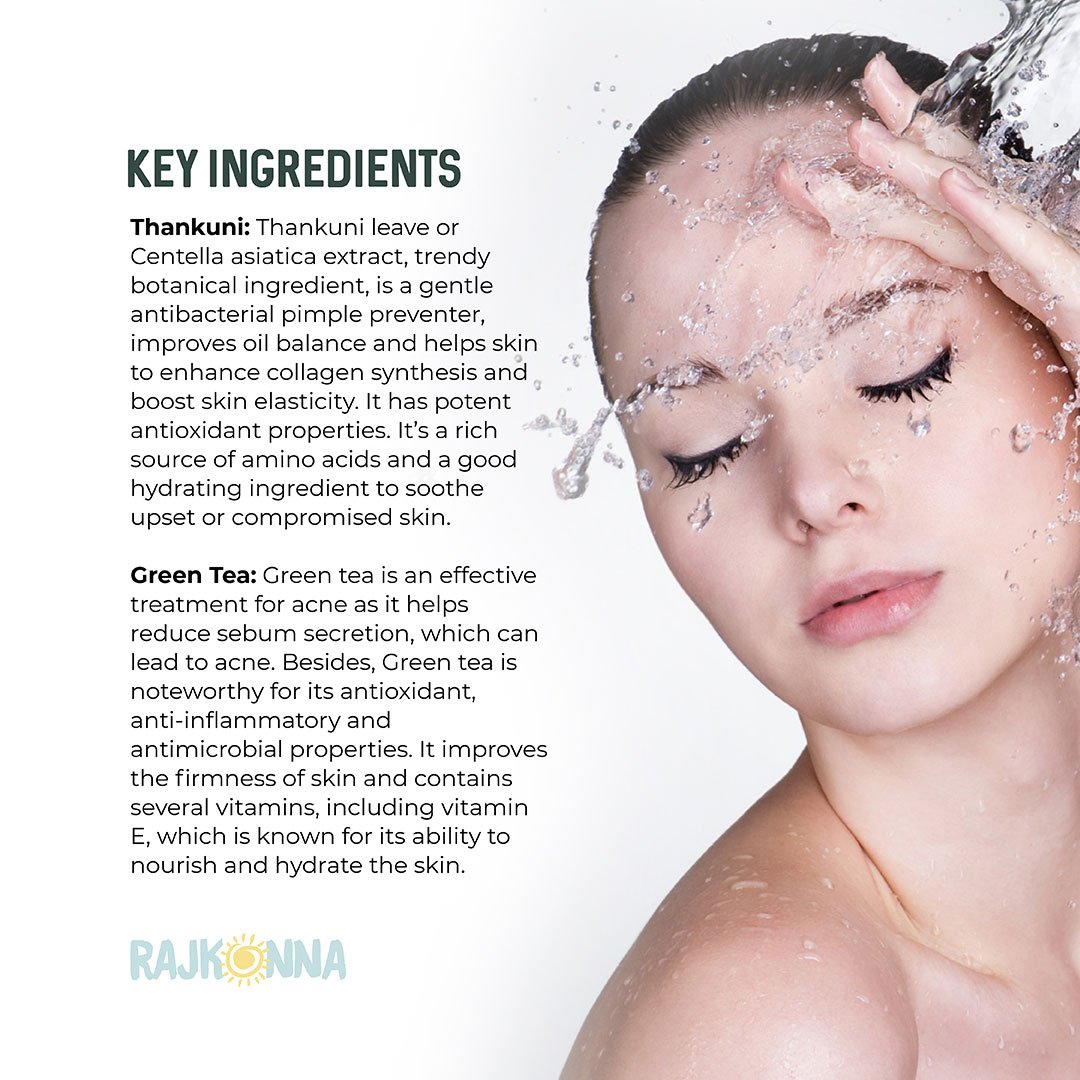 KEY INGREDIENTS
Thankuni: Thankuni leave or
Centella asiatica extract, trendy
botanical ingredient, is a gentle
antibacterial pimple preventer,
improves oil balance and helps skin
to enhance collagen synthesis and
boost skin elasticity. It has potent
antioxidant properties. It’s a rich
source of amino acids and a good
hydrating ingredient to soothe
upset or compromised skin.
Green Tea: Green tea is an effective
treatment for acne as it helps
reduce sebum secretion, which can
lead to acne. Besides, Green tea is
noteworthy for its antioxidant,
anti-inflammatory and
antimicrobial properties. It improves
the firmness of skin and contains
several vitamins, including vitamin
E, which is known for its ability to
nourish and hydrate the skin.
RAJKONNA